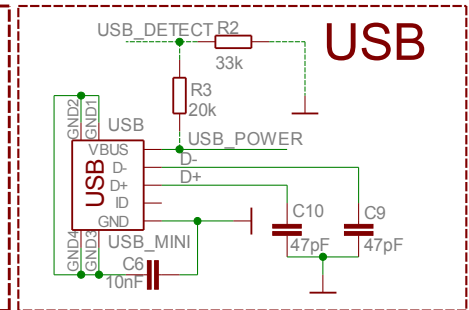 USB
USB_DETECT
R2
33k
R3
20k
USB_POWER
GND2
GND1
USB
VBUS
D-
D+
ID
GND
USB
D-
D+
GND4
GND3
USB_MINI
C6
10nF
C10
47pF
C9
47pF